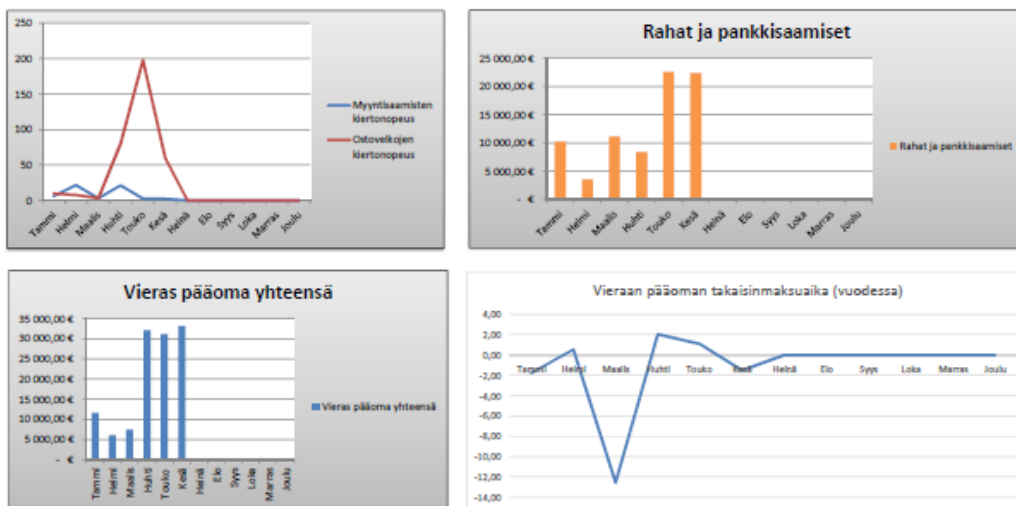 250
200
150
100
50
0
Tammi Helmi Maalis Huhti Touko Kesä Heinä Elo Syys Loka Marras Joulu
Myyntisaamisten
kiertonopeus
Ostovelkojen
kiertonopeus
Rahat ja pankkisaamiset
25 000,00 €
20 000,00 €
15 000,00 €
10 000,00 €
5 000,00 €
- €
Tammi Helmi Maalis Huhti Touko Kesä Heinä Elo Syys Loka Marras Joulu
Rahat ja pankkisaamiset
Vieras pääoma yhteensä
35 000,00 €
30 000,00 €
25 000,00 €
20 000,00 €
15 000,00 €
10 000,00 €
5 000,00 €
- €
Tammi Helmi Maalis Huhti Touko Kesä Heinä Elo Syys Loka Marras Joulu
Vieras pääoma yhteensä
Vieraan pääoman takaisinmaksuaika (vuodessa)
4,00
2,00
0,00
Tammi Helmi Maalis Huhti Touko Kesä Heinä Elo Syys Loka Marras Joulu
-2,00
-4,00
-6,00
-8,00
-10,00
-12,00
-14,00